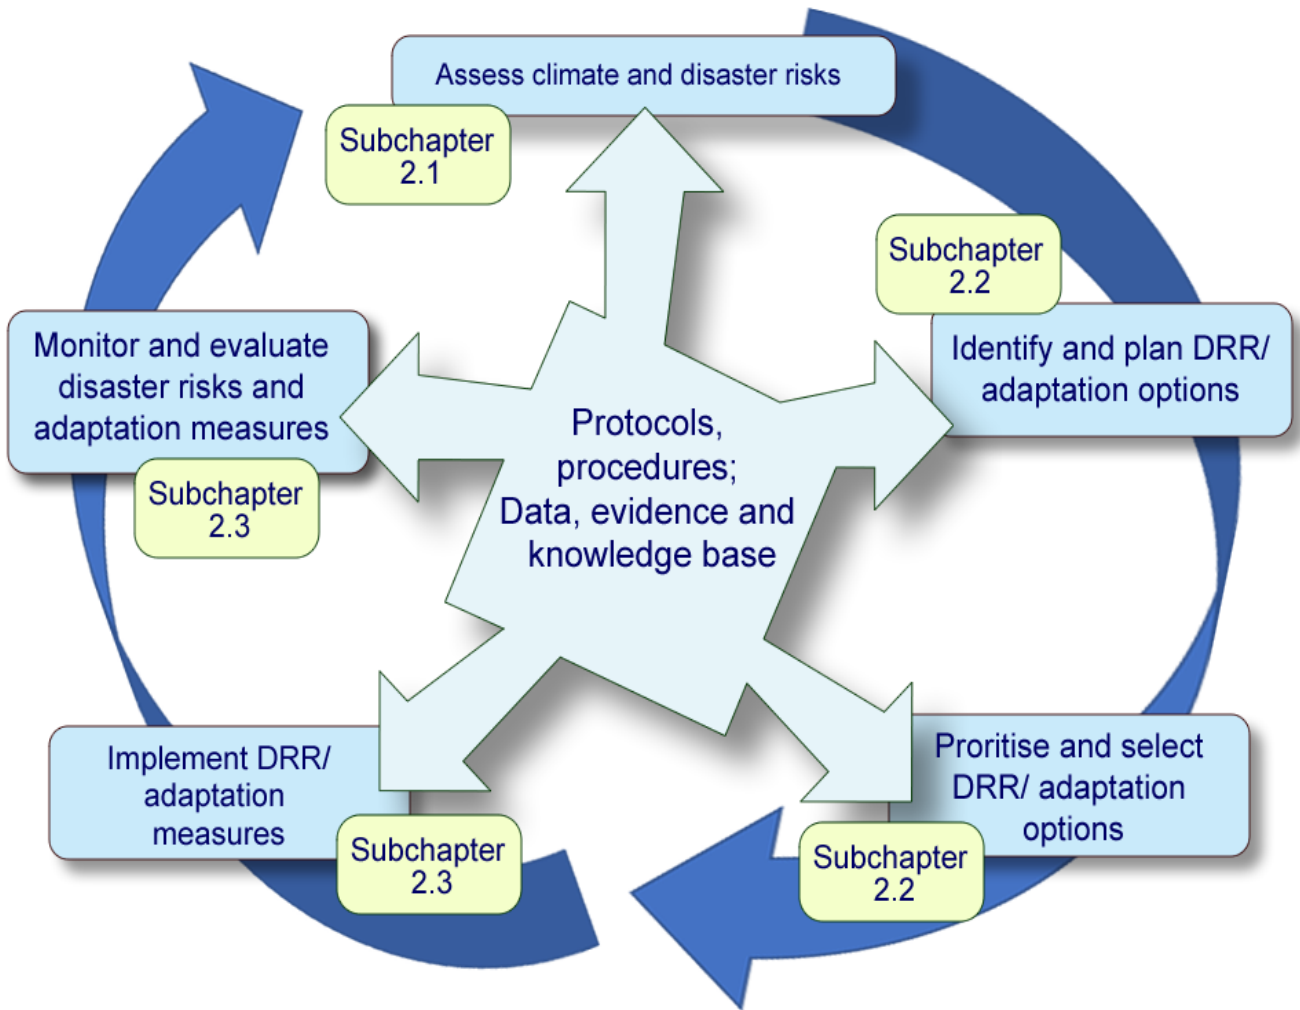 Assess climate and disaster risks
Subchapter
2.1
Subchapter
2.2
Identify and plan DRR/
adaptation options
Monitor and evaluate
disaster risks and
adaptation measures
Subchapter
2.3
Protocols,
procedures;
Data, evidence and
knowledge base
Proritise and select
DRR/ adaptation
options
Subchapter
2.2
Implement DRR/
adaptation
measures
Subchapter
2.3